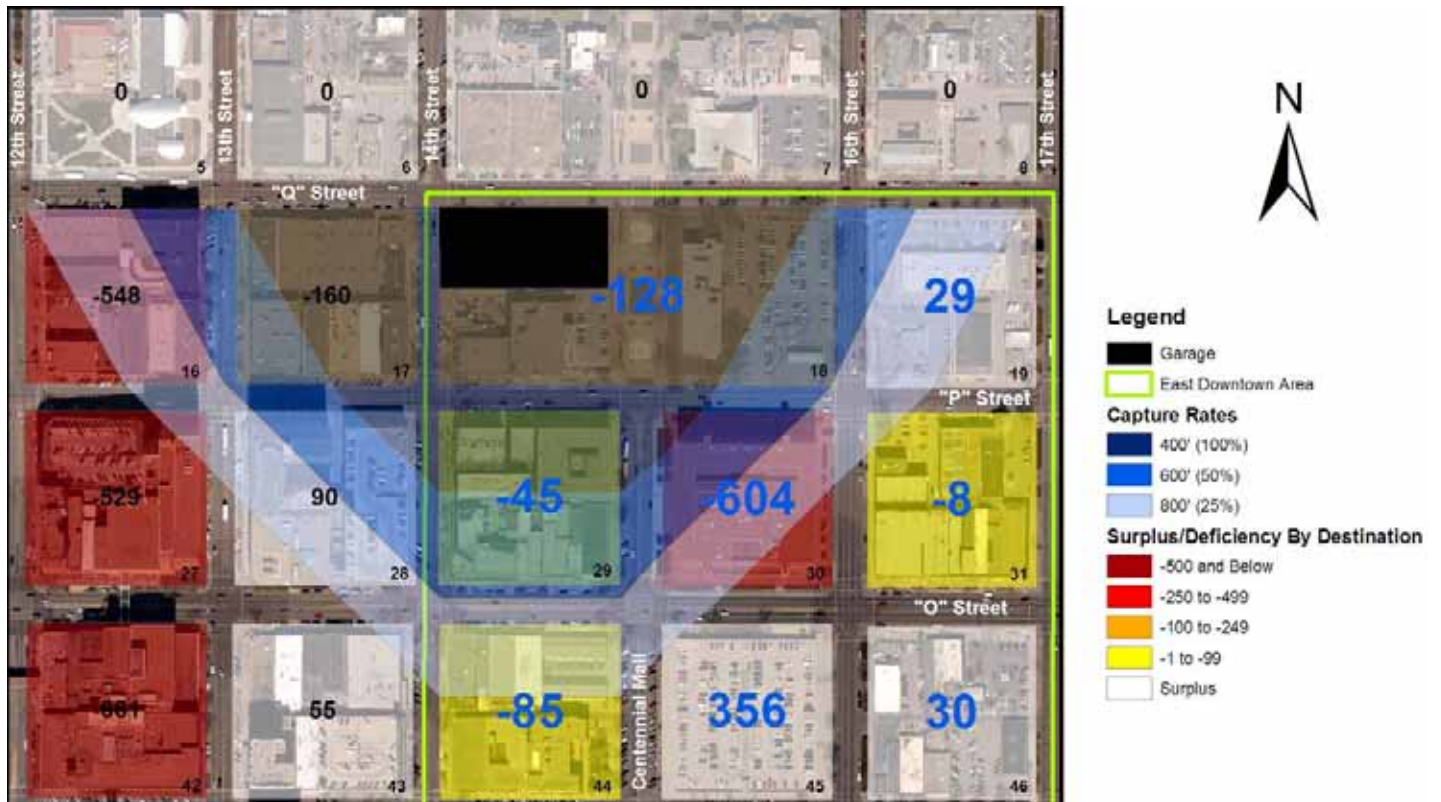 0
0
0
0
12th Street
13th Street
14th Street
16th Street
17th Street
5
6
7
8
"Q" Street
-548
-160
-128
29
16
17
18
19
"P" Street
-529
90
-45
-604
-8
27
28
29
30
31
"O" Street
55
-85
Centennial Mall
356
30
42
43
44
45
46
N
Legend
Garage
East Downtown Area
Capture Rates
400' (100%)
600' (50%)
800' (25%)
Surplus/Deficiency By Destination
-500 and Below
-250 to -499
-100 to -249
-1 to -99
Surplus